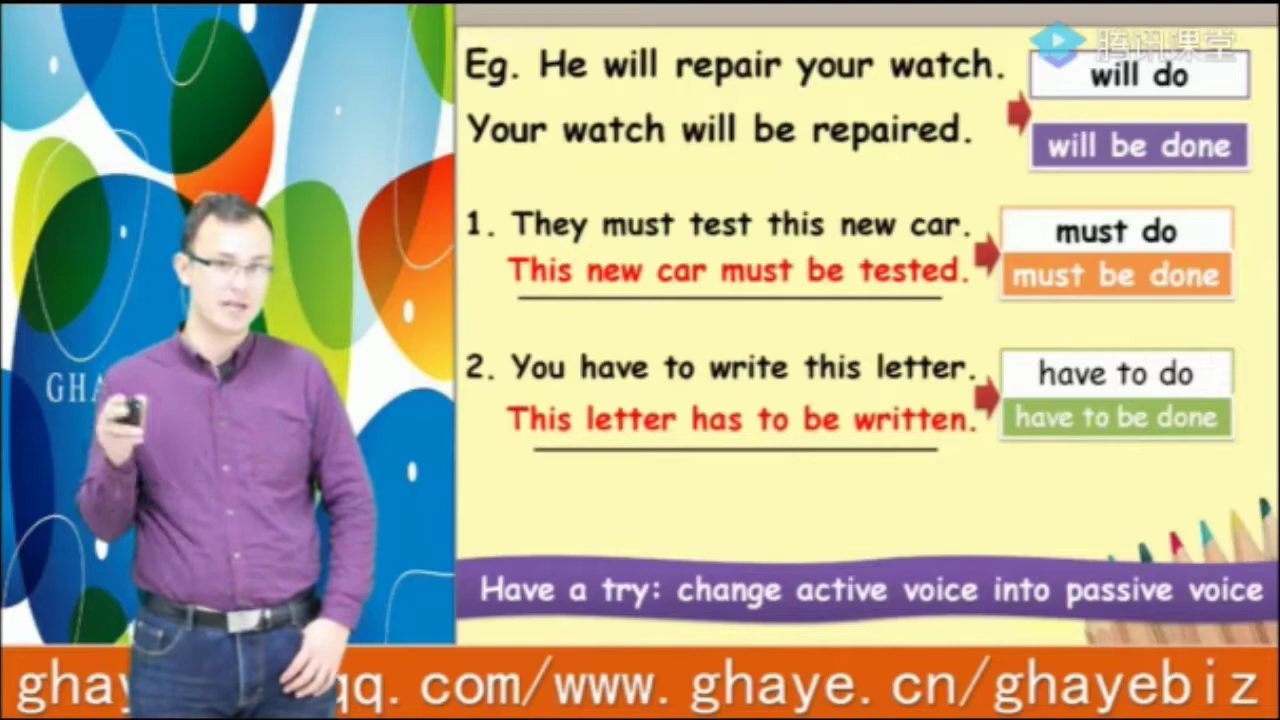 腾讯课堂
Eg. He will repair your watch.
will do
Your watch will be repaired.
will be done
1. They must test this new car.
must do
This new car must be tested.
must be done
2. You have to write this letter.
have to do
This letter has to be written.
have to be done
GHA
Have a try: change active voice into passive voice
ghay qq.com/www.ghaye.cn/ghayebiz